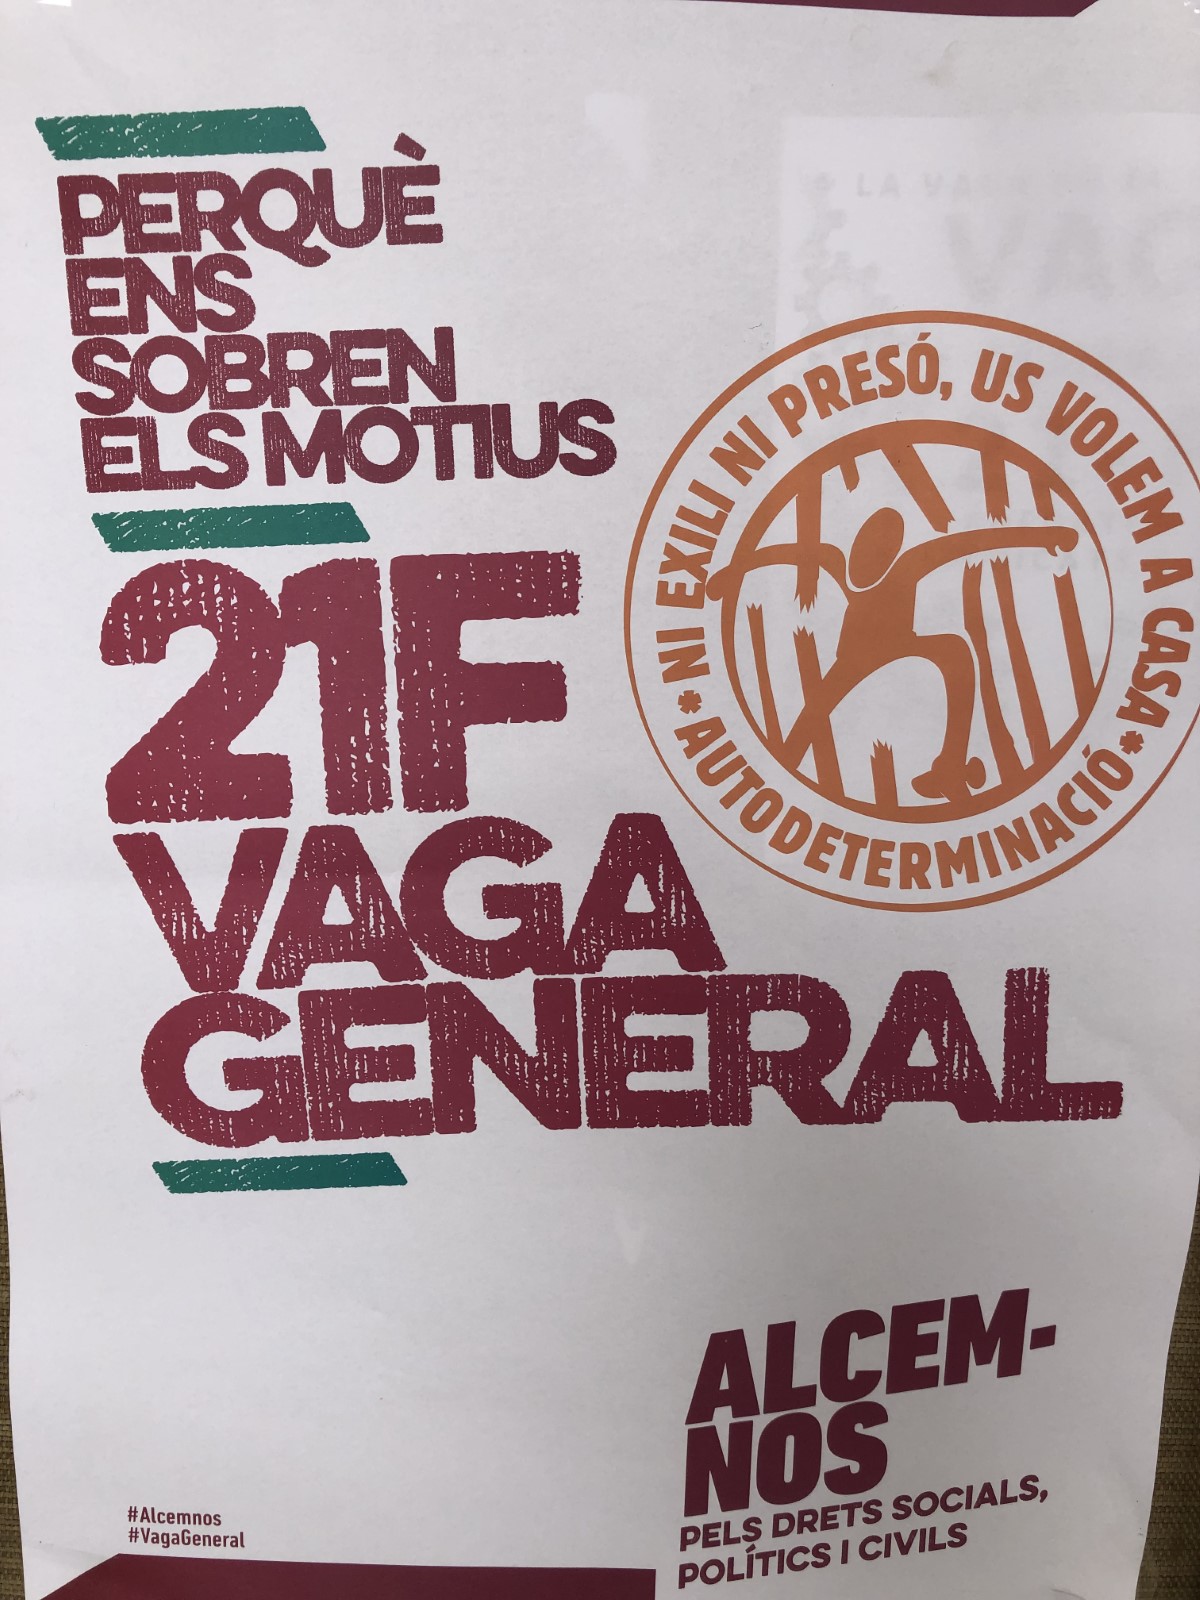 PERQUÈ
ENS
SOBREN
ELS MOTIUS
21F
VAGA
GENERAL
* NI EXILI NI PRESÓ, US VOLEM A CASA *
AUTODETERMINACIÓ
ALCEM-
NOS
PELS DRETS SOCIALS,
POLÍTICS I CIVILS
#Alcemnos
#VagaGeneral